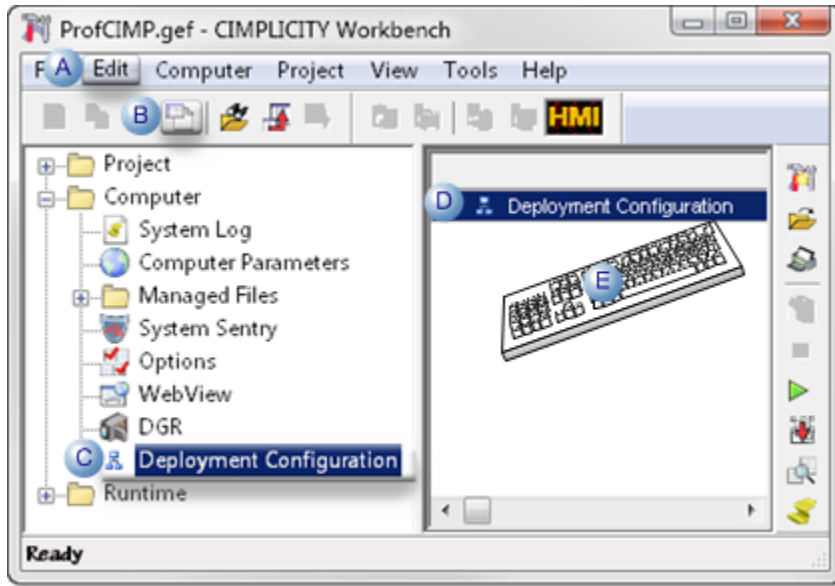 ProfCIMP.gef - CIMPLICITY Workbench
F A Edit Computer Project View Tools Help
B HMI
Project
Computer
System Log
Computer Parameters
Managed Files
System Sentry
Options
WebView
DGR
C Deployment Configuration
Runtime
D Deployment Configuration
E
Ready